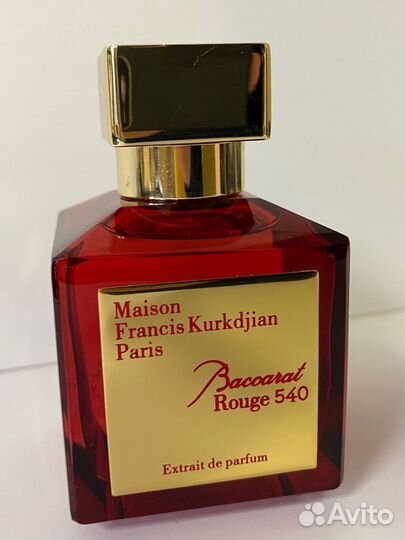 Maison
Francis Kurkdjian
Paris
Baccarat
Rouge 540
Extrait de parfum
Avito